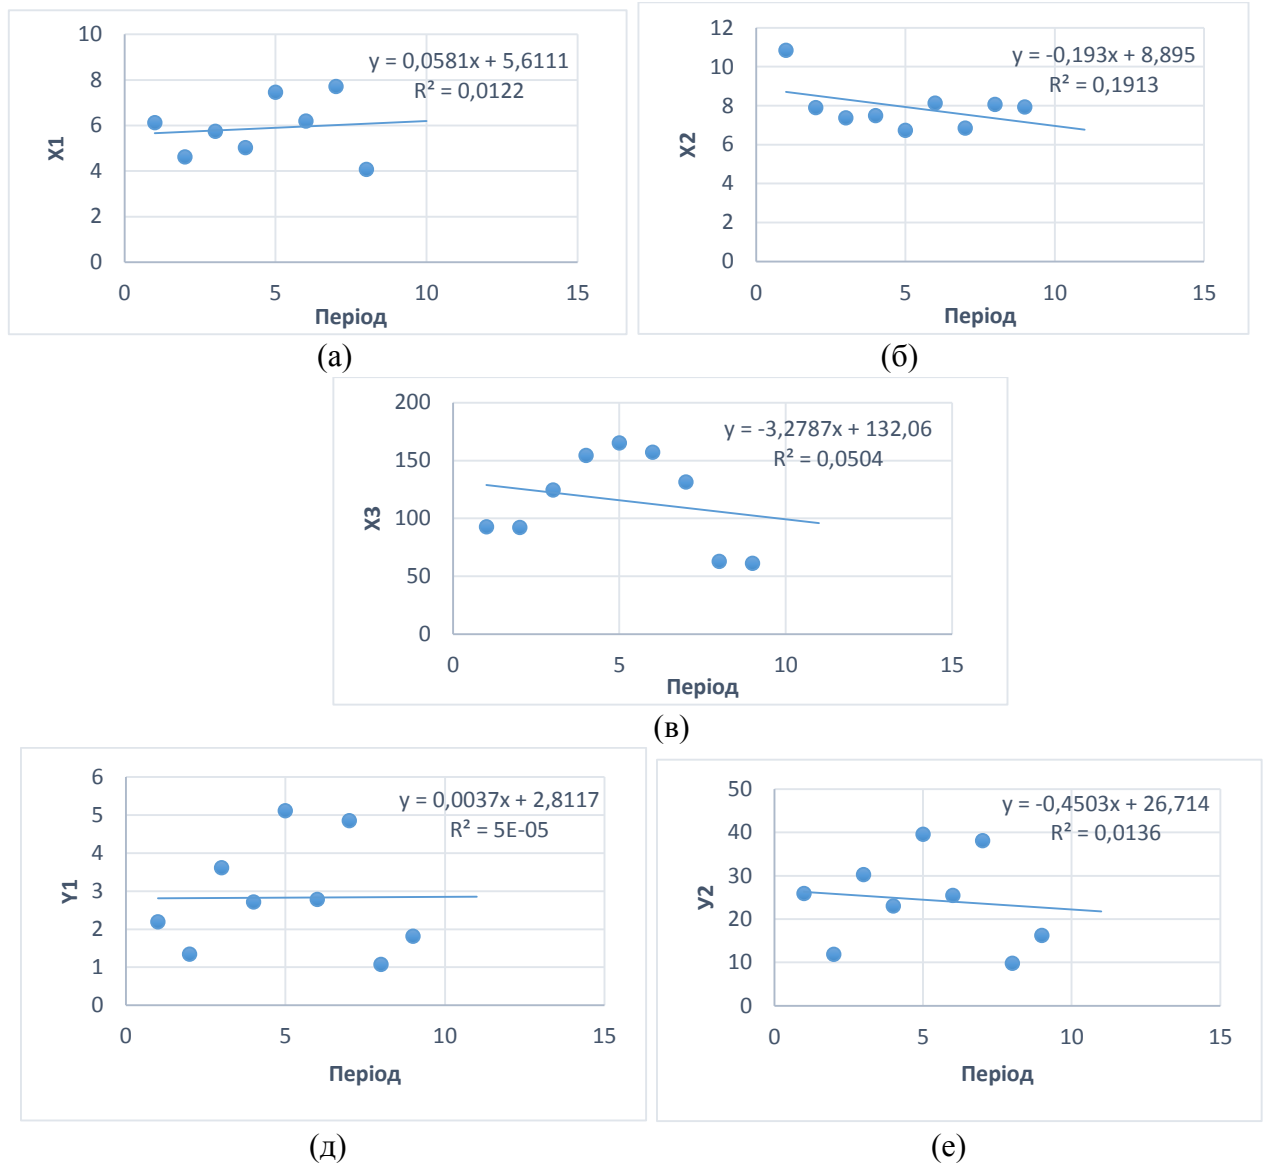 10
8
6
4
2
0
X1
y = 0,0581x + 5,6111
R² = 0,0122
0 5 10 15
Період
(а)
12
10
8
6
4
2
0
X2
y = -0,193x + 8,895
R² = 0,1913
0 5 10 15
Період
(б)
200
150
100
50
0
X3
y = -3,2787x + 132,06
R² = 0,0504
0 5 10 15
Період
(в)
6
5
4
3
2
1
0
Y1
y = 0,0037x + 2,8117
R² = 5E-05
0 5 10 15
Період
(д)
50
40
30
20
10
0
У2
y = -0,4503x + 26,714
R² = 0,0136
0 5 10 15
Період
(е)